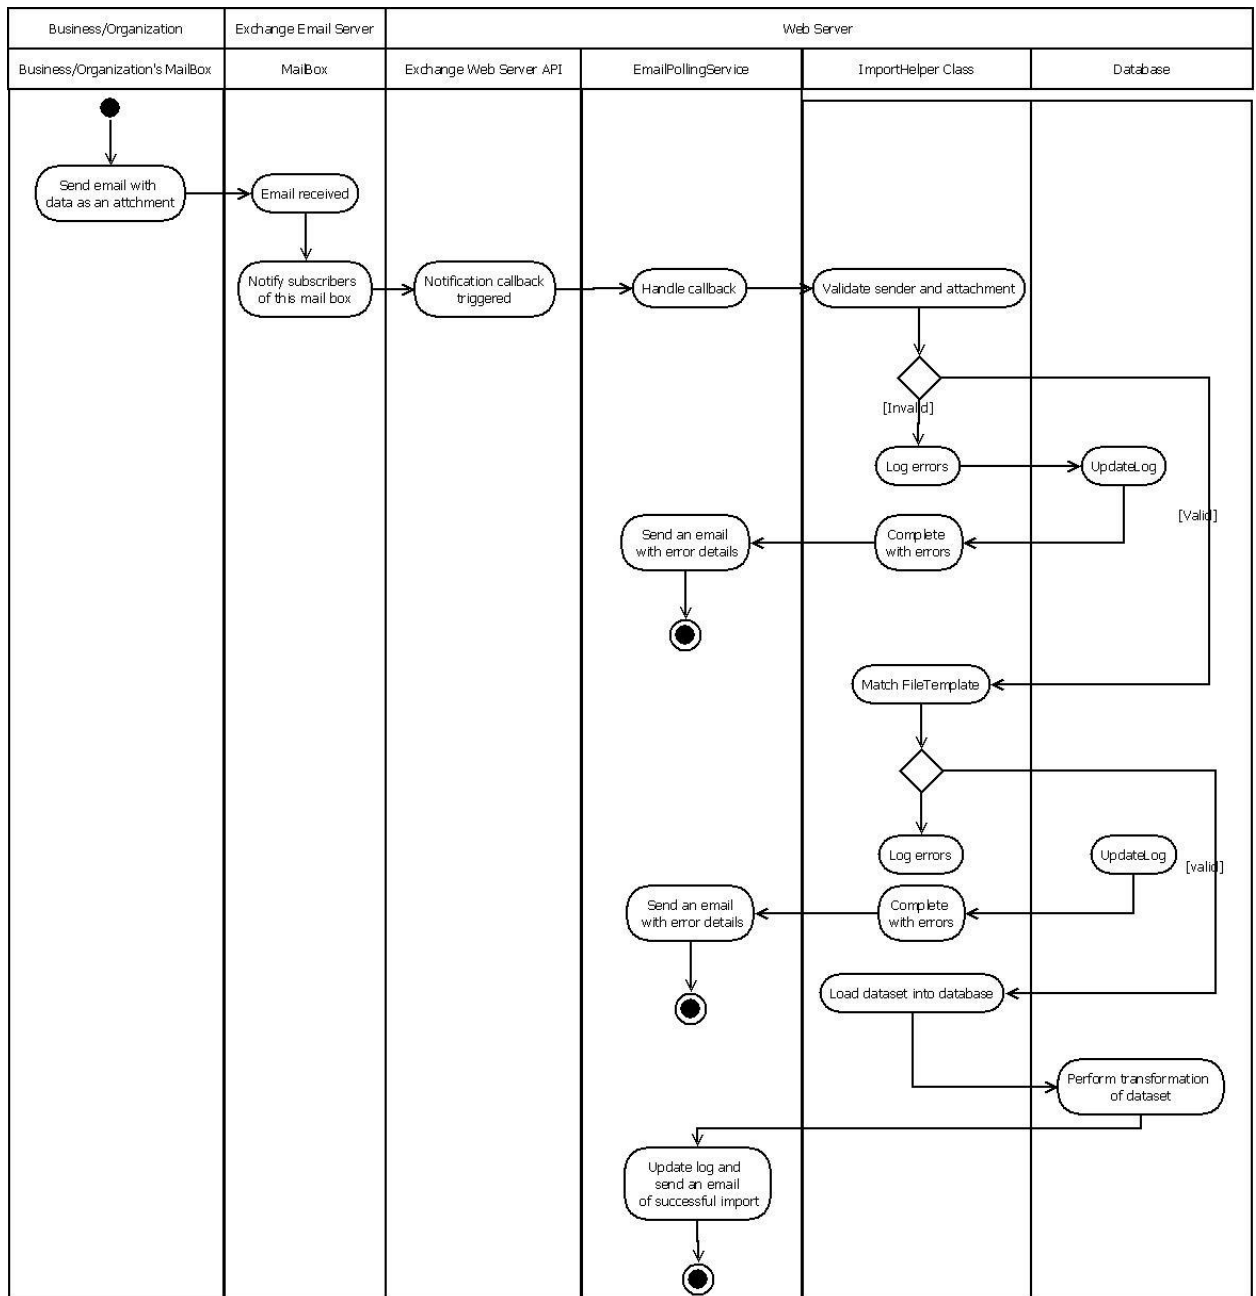 Business/Organization
Exchange Email Server
Web Server
Business/Organization's MailBox
MailBox
Exchange Web Server API
EmailPollingService
ImportHelper Class
Database
Send email with
data as an attchment
Email received
Notify subscribers
of this mail box
Notification callback
triggered
Handle callback
Validate sender and attachment
[Invalid]
Log errors
UpdateLog
[Valid]
Send an email
with error details
Complete
with errors
Match FileTemplate
Log errors
UpdateLog
[valid]
Send an email
with error details
Complete
with errors
Load dataset into database
Perform transformation
of dataset
Update log and
send an email
of successful import